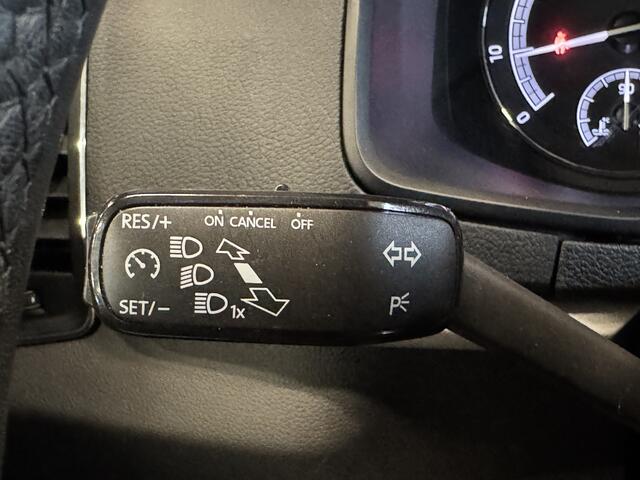 10
0
90
RES/+ ON CANCEL OFF
SET/− 1x
P